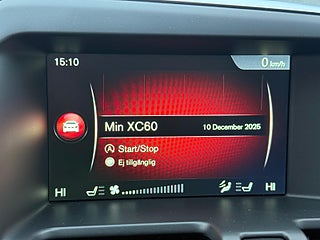 15:10
0 km/h
Min XC60 10 December 2025
Start/Stop
Ej tillgänglig
HI HI